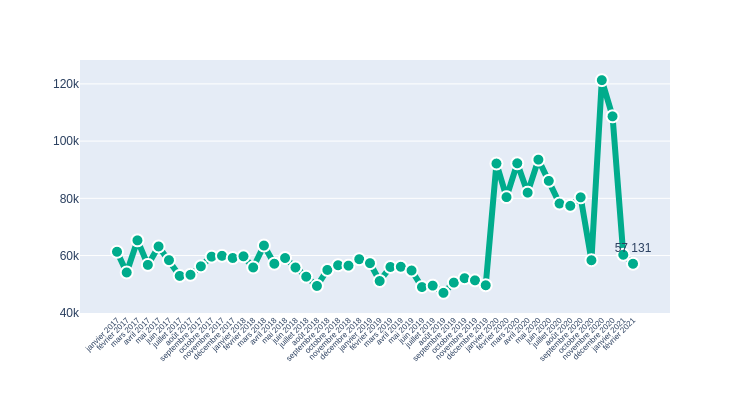 120k
100k
80k
60k
40k
57 131
janvier 2017
février 2017
mars 2017
avril 2017
mai 2017
juin 2017
juillet 2017
août 2017
septembre 2017
octobre 2017
novembre 2017
décembre 2017
janvier 2018
février 2018
mars 2018
avril 2018
mai 2018
juin 2018
juillet 2018
août 2018
septembre 2018
octobre 2018
novembre 2018
décembre 2018
janvier 2019
février 2019
mars 2019
avril 2019
mai 2019
juin 2019
juillet 2019
août 2019
septembre 2019
octobre 2019
novembre 2019
décembre 2019
janvier 2020
février 2020
mars 2020
avril 2020
mai 2020
juin 2020
juillet 2020
août 2020
septembre 2020
octobre 2020
novembre 2020
décembre 2020
janvier 2021
février 2021